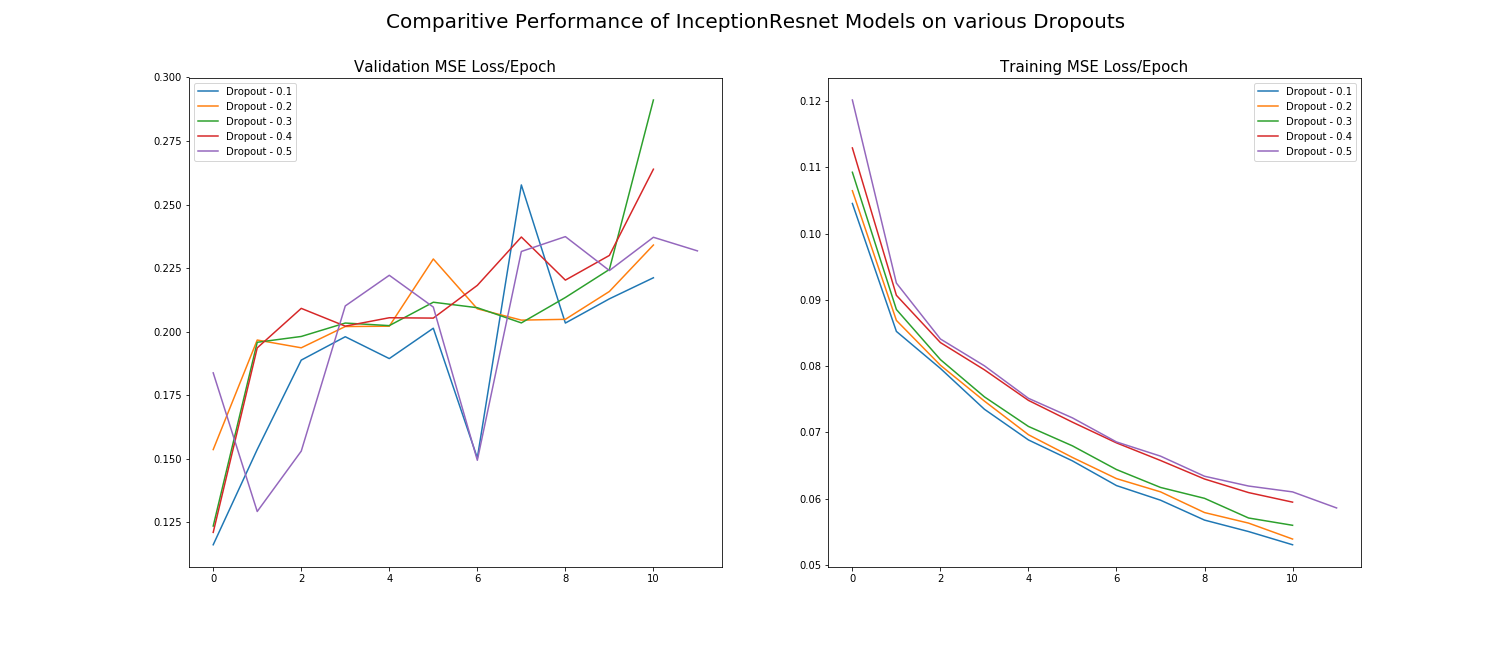 Comparitive Performance of InceptionResnet Models on various Dropouts
Validation MSE Loss/Epoch
0.300
0.275
0.250
0.225
0.200
0.175
0.150
0.125
0 2 4 6 8 10
Dropout - 0.1
Dropout - 0.2
Dropout - 0.3
Dropout - 0.4
Dropout - 0.5
Training MSE Loss/Epoch
0.12
0.11
0.10
0.09
0.08
0.07
0.06
0.05
0 2 4 6 8 10
Dropout - 0.1
Dropout - 0.2
Dropout - 0.3
Dropout - 0.4
Dropout - 0.5